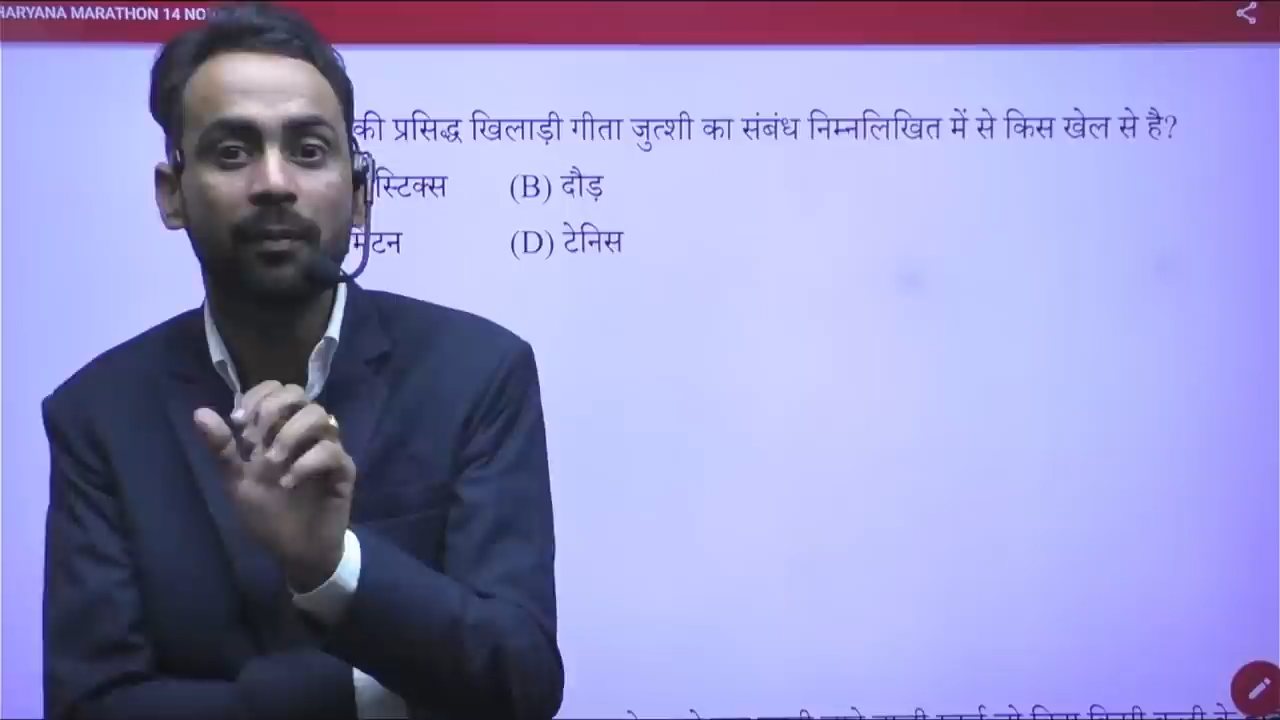 HARYANA MARATHON 14 NO
की प्रसिद्ध खिलाड़ी गीता जुत्शी का संबंध निम्नलिखित में से किस खेल से है?
स्टिक्स (B) दौड़
मिंटन (D) टेनिस